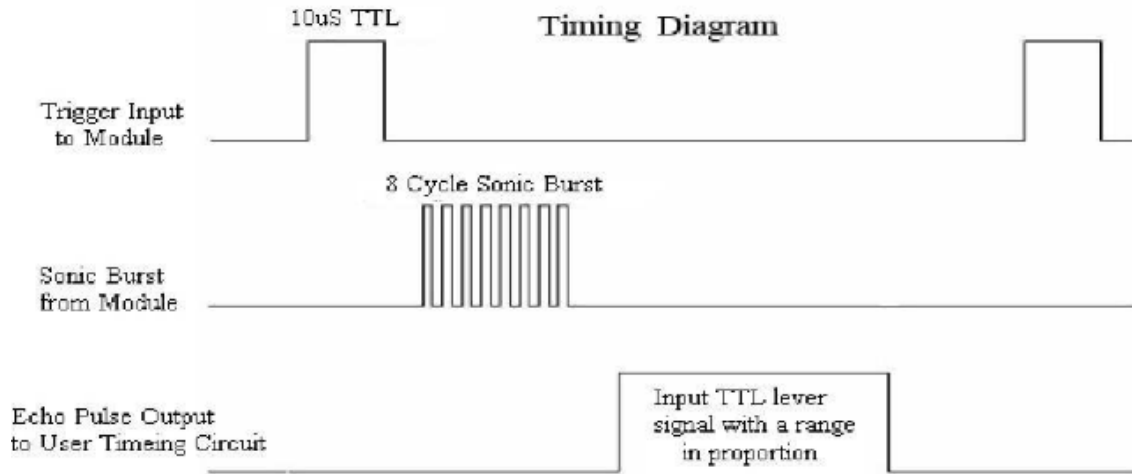 10uS TTL
Timing Diagram
Trigger Input
to Module
8 Cycle Sonic Burst
Sonic Burst
from Module
Echo Pulse Output
to User Timeing Circuit
Input TTL lever
signal with a range
in proportion